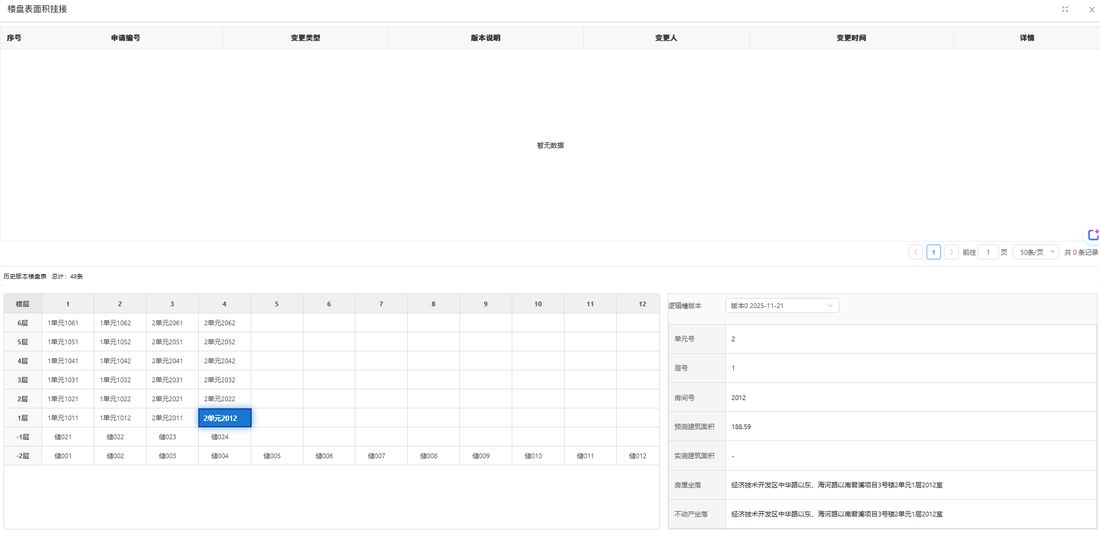 楼盘表面积挂接
序号 申请编号 变更类型 版本说明 变更人 变更时间 详情
暂无数据
1 前往 1 页 50条/页 共 0 条记录
历史版本楼盘表 总计：48条
楼层 1 2 3 4 5 6 7 8 9 10 11 12
6层 1单元1061 1单元1062 2单元2061 2单元2062
5层 1单元1051 1单元1052 2单元2051 2单元2052
4层 1单元1041 1单元1042 2单元2041 2单元2042
3层 1单元1031 1单元1032 2单元2031 2单元2032
2层 1单元1021 1单元1022 2单元2021 2单元2022
1层 1单元1011 1单元1012 2单元2011 2单元2012
-1层 储021 储022 储023 储024
-2层 储001 储002 储003 储004 储005 储006 储007 储008 储009 储010 储011 储012
逻辑幢版本 版本0 2025-11-21
单元号 2
层号 1
房间号 2012
预测建筑面积 188.59
实测建筑面积 -
房屋坐落 经济技术开发区中华路以东、海河路以南君澜项目3号楼2单元1层2012室
不动产坐落 经济技术开发区中华路以东、海河路以南君澜项目3号楼2单元1层2012室